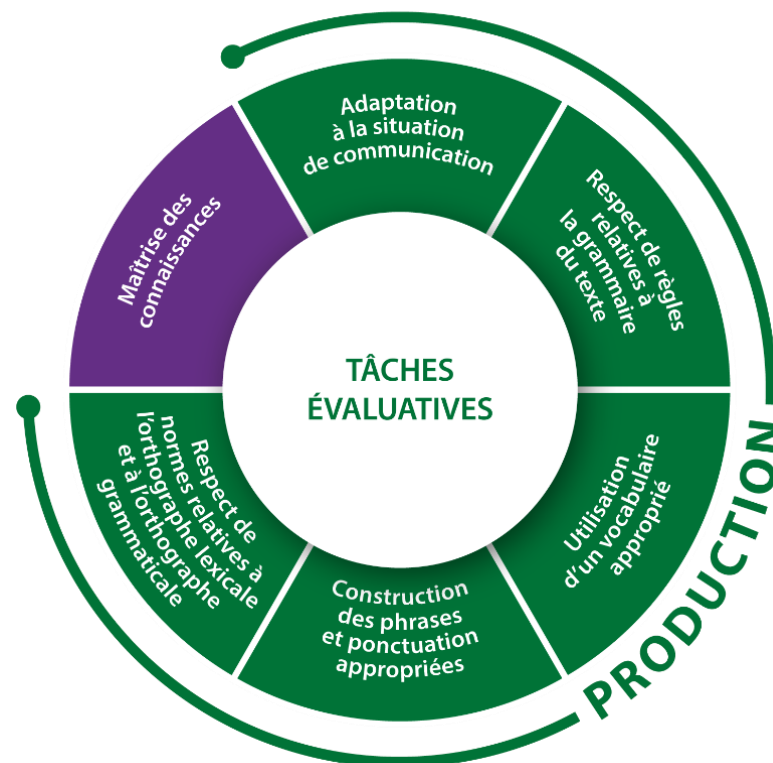 Adaptation
à la situation
de communication
Respect de règles
relatives à
la grammaire
du texte
Utilisation
d'un vocabulaire
approprié
Construction
des phrases
et ponctuation
appropriées
Respect de
normes relatives à
l'orthographe lexicale
et à l'orthographe
grammaticale
Maîtrise des
connaissances
TÂCHES
ÉVALUATIVES
PRODUCTION